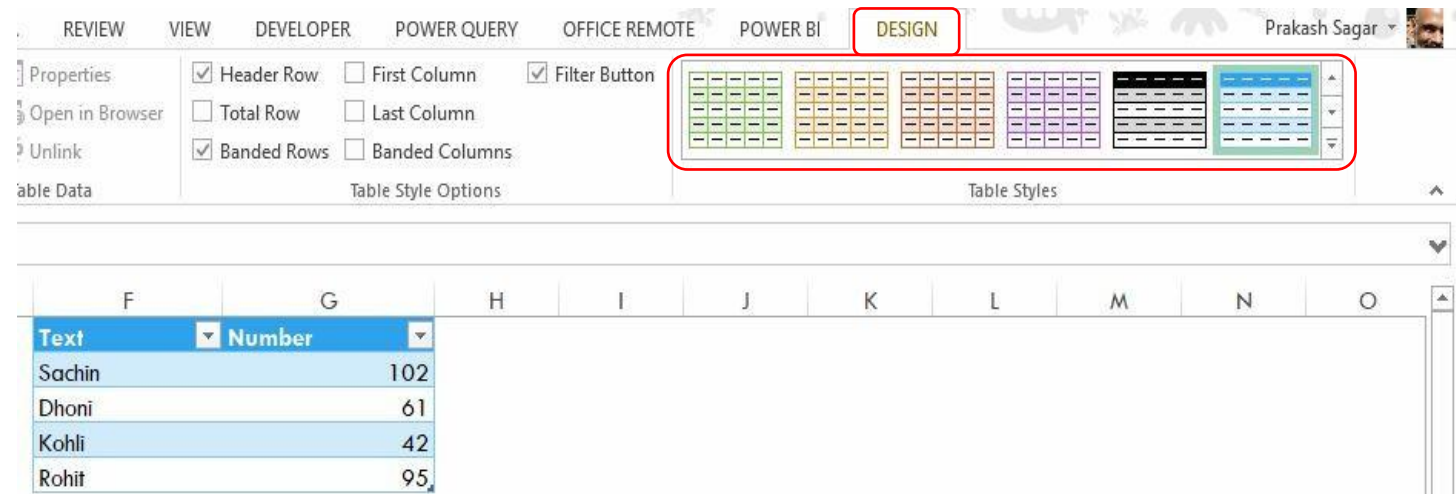 REVIEW VIEW DEVELOPER POWER QUERY OFFICE REMOTE POWER BI DESIGN Prakash Sagar
Properties Header Row First Column Filter Button
Open in Browser Total Row Last Column
Unlink Banded Rows Banded Columns
able Data Table Style Options Table Styles
F G H I J K L M N O
Text Number
Sachin 102
Dhoni 61
Kohli 42
Rohit 95